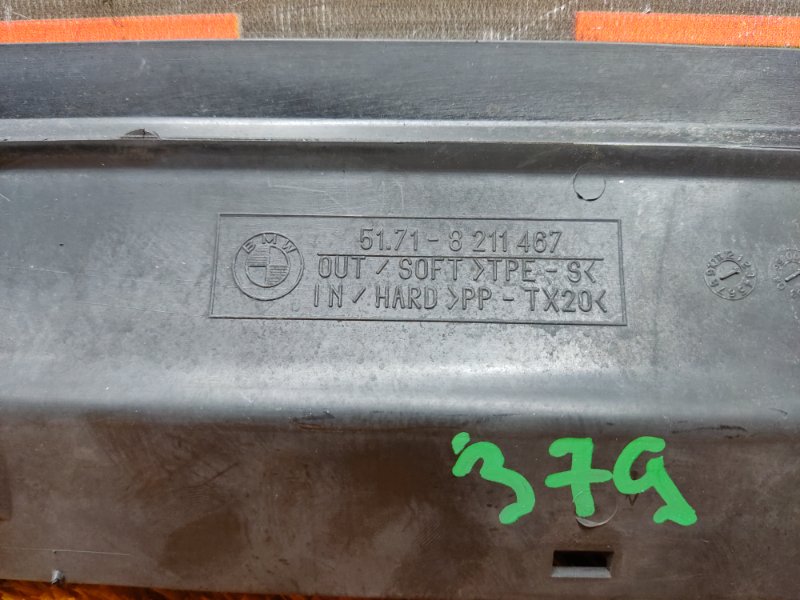 BMW
51.71-8 211 467
OUT/SOFT >TPE-S<
IN/HARD >PP-TX20<
379